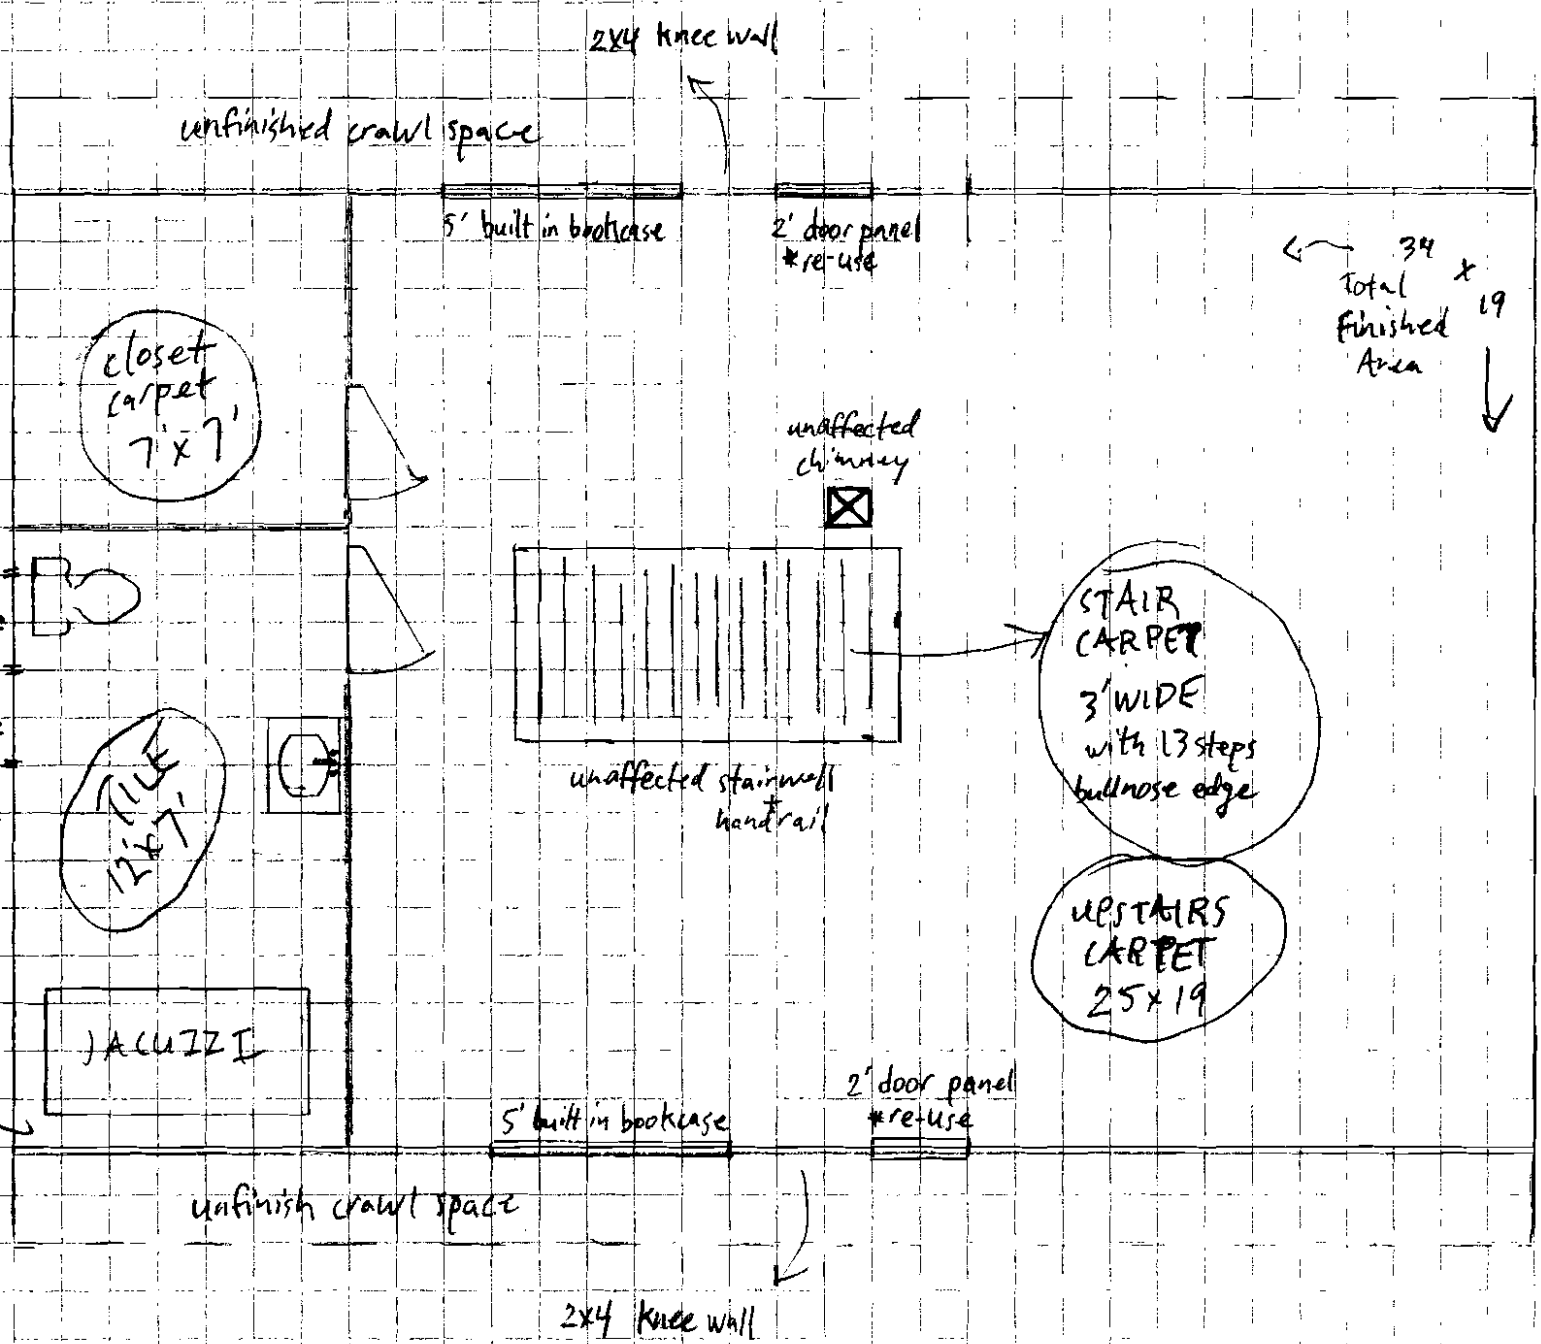 2x4 knee wall
unfinished crawl space
5' built in bookcase
2' door panel
*re-use
34
x
19
Total
Finished
Area
closet
carpet
7'x7'
unaffected
chimney
STAIR
CARPET
3' WIDE
with 13 steps
bullnose edge
TILE
12'x7'
unaffected stairwell
+
handrail
UPSTAIRS
CARPET
25x19
JACUZZI
2' door panel
*re-use
5' built in bookcase
unfinish crawl space
2x4 knee wall